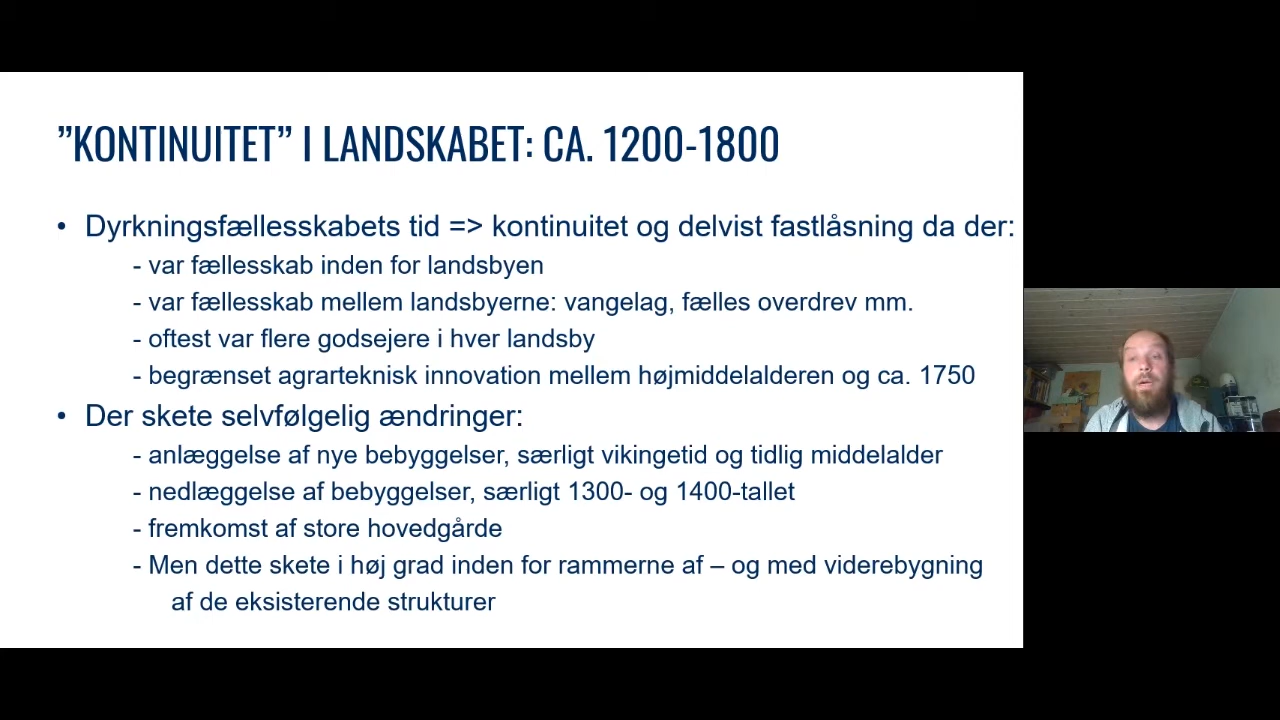 ”KONTINUITET” I LANDSKABET: CA. 1200-1800
• Dyrkningsfællesskabets tid => kontinuitet og delvist fastlåsning da der:
- var fællesskab inden for landsbyen
- var fællesskab mellem landsbyerne: vangelag, fælles overdrev mm.
- oftest var flere godsejere i hver landsby
- begrænset agrarteknisk innovation mellem højmiddelalderen og ca. 1750
• Der skete selvfølgelig ændringer:
- anlæggelse af nye bebyggelser, særligt vikingetid og tidlig middelalder
- nedlæggelse af bebyggelser, særligt 1300- og 1400-tallet
- fremkomst af store hovedgårde
- Men dette skete i høj grad inden for rammerne af – og med viderebygning
af de eksisterende strukturer